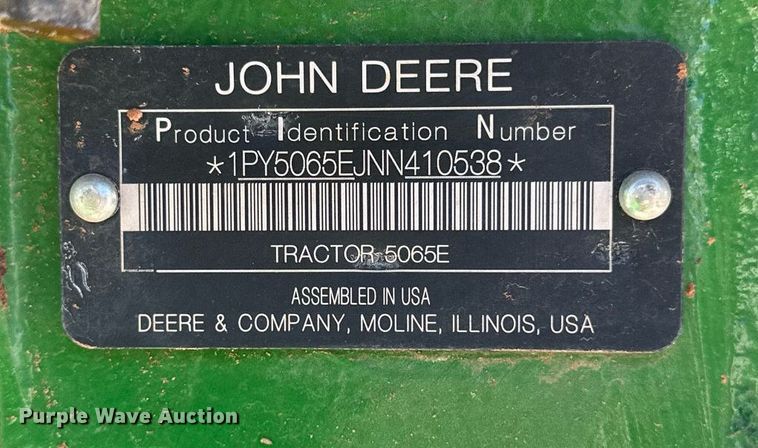 JOHN DEERE
Product Identification Number
*1PY5065EJNN410538*
TRACTOR 5065E
ASSEMBLED IN USA
DEERE & COMPANY, MOLINE, ILLINOIS, USA
Purple Wave Auction